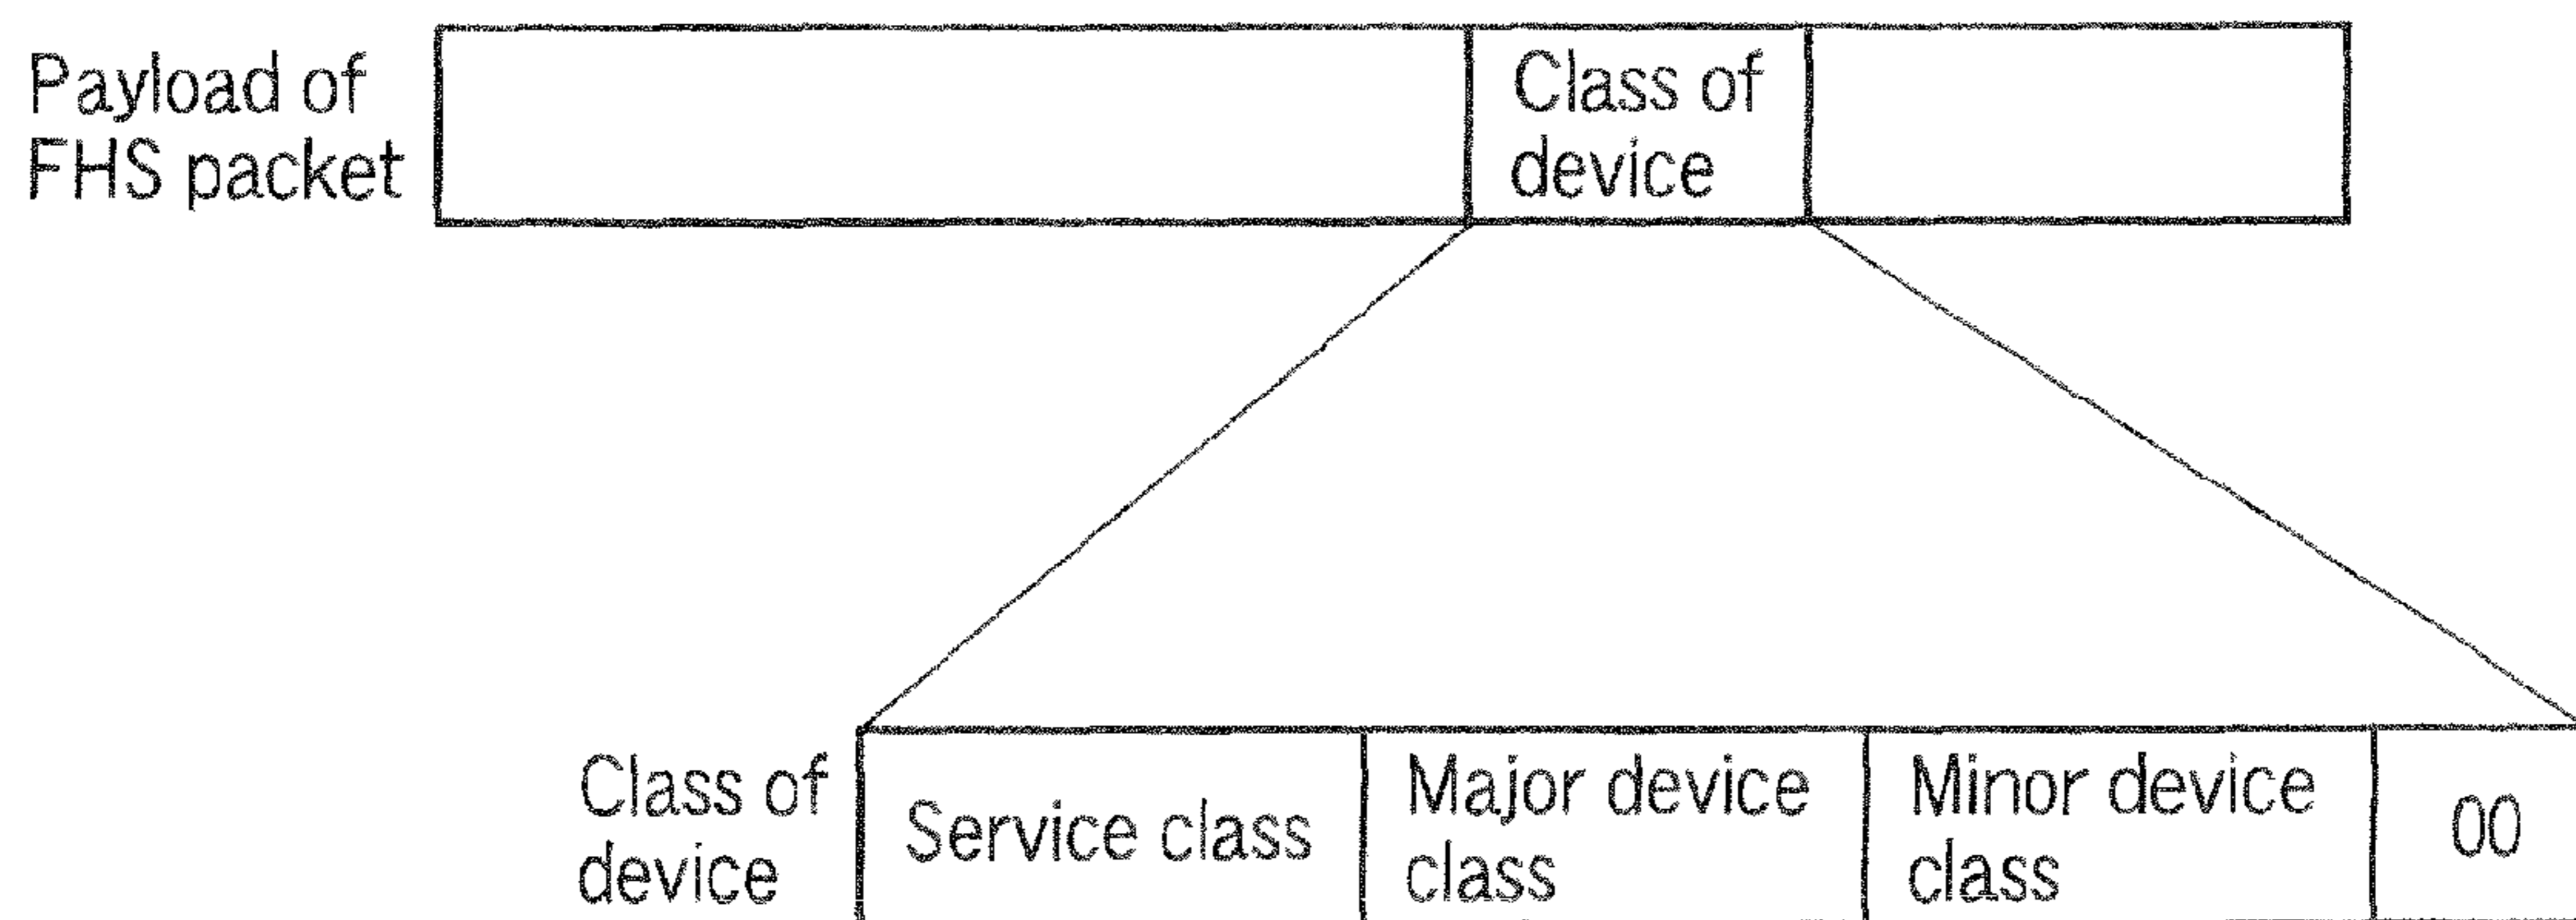 Payload of
FHS packet
Class of
device
Class of
device
Service class
Major device
class
Minor device
class
00